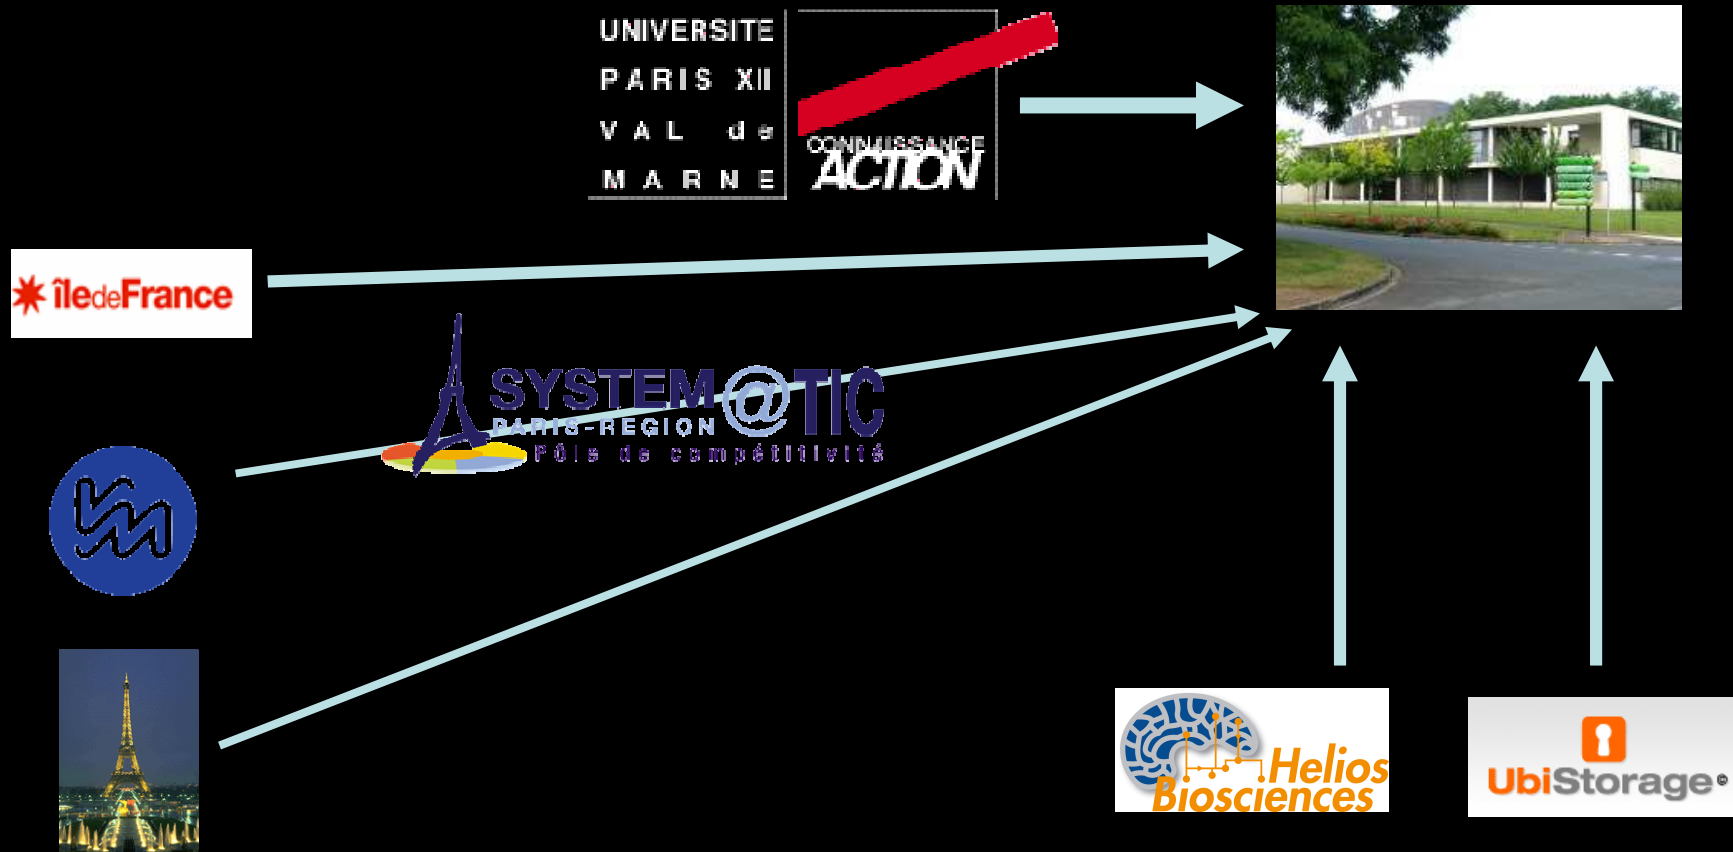 UNIVERSITE
PARIS XII
VAL de
MARNE
CONNAISSANCE
ACTION
îledeFrance
SYSTEM@TIC
PARIS-REGION
Pôle de compétitivité
Helios
Biosciences
UbiStorage